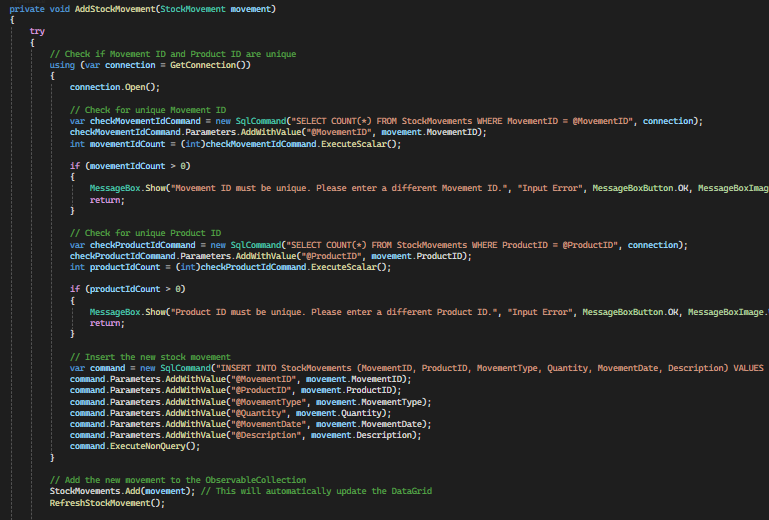 private void AddStockMovement(StockMovement movement)
{
try
{
// Check if Movement ID and Product ID are unique
using (var connection = GetConnection())
{
connection.Open();
// Check for unique Movement ID
var checkMovementIdCommand = new SqlCommand("SELECT COUNT(*) FROM StockMovements WHERE MovementID = @MovementID", connection);
checkMovementIdCommand.Parameters.AddWithValue("@MovementID", movement.MovementID);
int movementIdCount = (int)checkMovementIdCommand.ExecuteScalar();
if (movementIdCount > 0)
{
MessageBox.Show("Movement ID must be unique. Please enter a different Movement ID.", "Input Error", MessageBoxButton.OK, MessageBoxImage
return;
}
// Check for unique Product ID
var checkProductIdCommand = new SqlCommand("SELECT COUNT(*) FROM StockMovements WHERE ProductID = @ProductID", connection);
checkProductIdCommand.Parameters.AddWithValue("@ProductID", movement.ProductID);
int productIdCount = (int)checkProductIdCommand.ExecuteScalar();
if (productIdCount > 0)
{
MessageBox.Show("Product ID must be unique. Please enter a different Product ID.", "Input Error", MessageBoxButton.OK, MessageBoxImage.
return;
}
// Insert the new stock movement
var command = new SqlCommand("INSERT INTO StockMovements (MovementID, ProductID, MovementType, Quantity, MovementDate, Description) VALUES
command.Parameters.AddWithValue("@MovementID", movement.MovementID);
command.Parameters.AddWithValue("@ProductID", movement.ProductID);
command.Parameters.AddWithValue("@MovementType", movement.MovementType);
command.Parameters.AddWithValue("@Quantity", movement.Quantity);
command.Parameters.AddWithValue("@MovementDate", movement.MovementDate);
command.Parameters.AddWithValue("@Description", movement.Description);
command.ExecuteNonQuery();
}
// Add the new movement to the ObservableCollection
StockMovements.Add(movement); // This will automatically update the DataGrid
RefreshStockMovement();